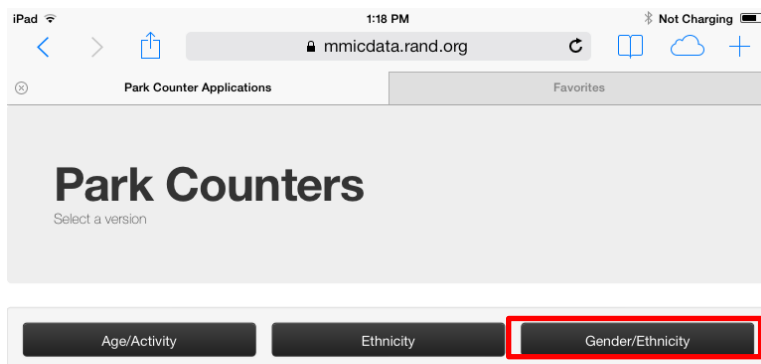 iPad 1:18 PM Not Charging
mmicdata.rand.org
Park Counter Applications Favorites
Park Counters
Select a version
Age/Activity Ethnicity Gender/Ethnicity